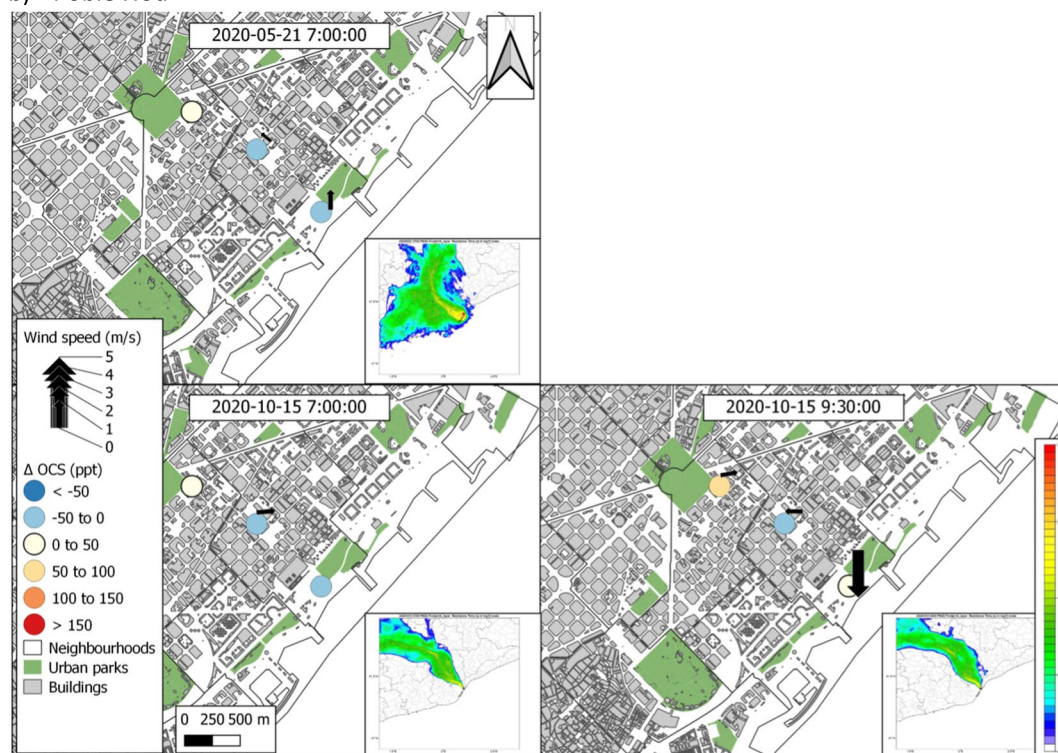 2020-05-21 7:00:00
Wind speed (m/s)
5
4
3
2
1
0
Δ OCS (ppt)
< -50
-50 to 0
0 to 50
50 to 100
100 to 150
> 150
Neighbourhoods
Urban parks
Buildings
2020-10-15 7:00:00
0 250 500 m
2020-10-15 9:30:00